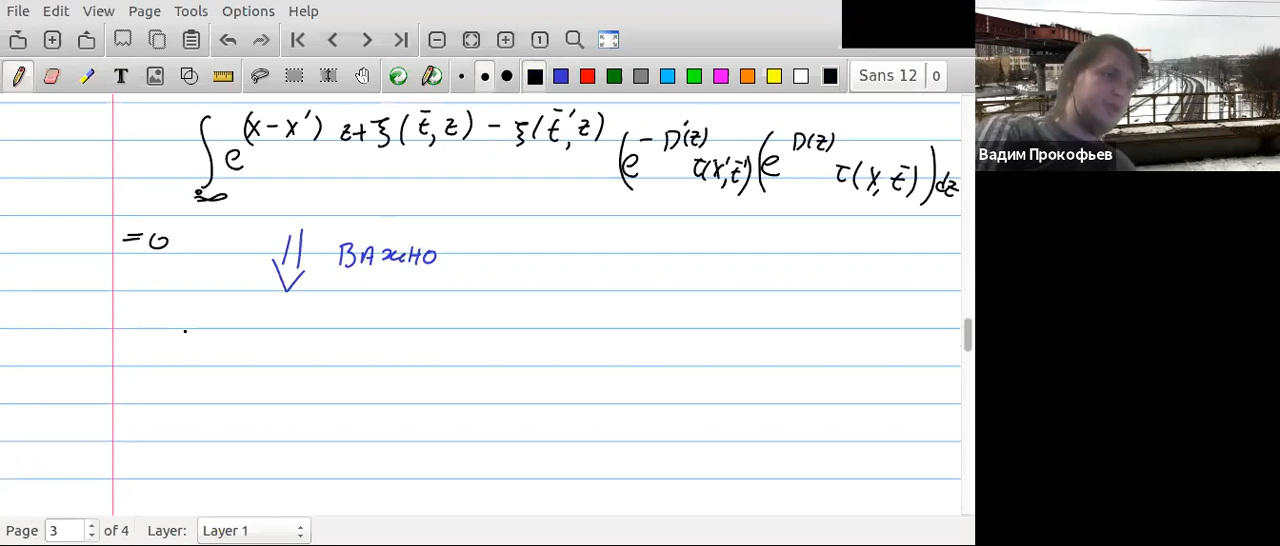 File Edit View Page Tools Options Help
Sans 12 0
∫∞ e^{(x-x') z + ξ(t̄, z) - ξ(t̄', z)} (e^{-D'(z)} τ(x', t̄')) (e^{D(z)} τ(x, t̄)) dz
= 0
⇓ ВАЖНО
Page 3 of 4 Layer: Layer 1
Вадим Прокофьев